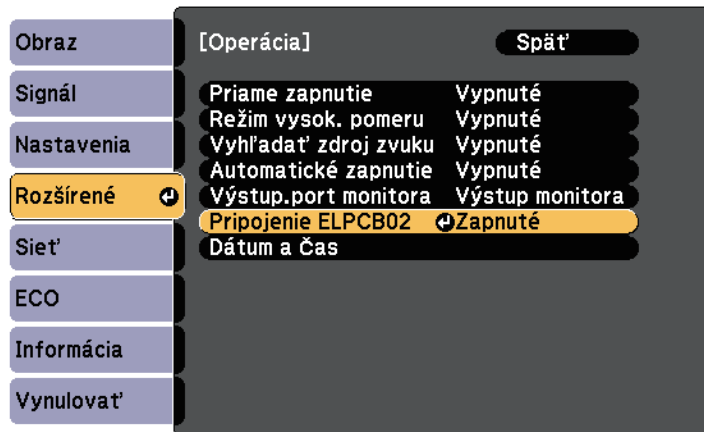 Obraz
Signál
Nastavenia
Rozšírené
Sieť
ECO
Informácia
Vynulovať
[Operácia] Späť
Priame zapnutie Vypnuté
Režim vysok. pomeru Vypnuté
Vyhľadať zdroj zvuku Vypnuté
Automatické zapnutie Vypnuté
Výstup.port monitora Výstup monitora
Pripojenie ELPCB02 Zapnuté
Dátum a Čas